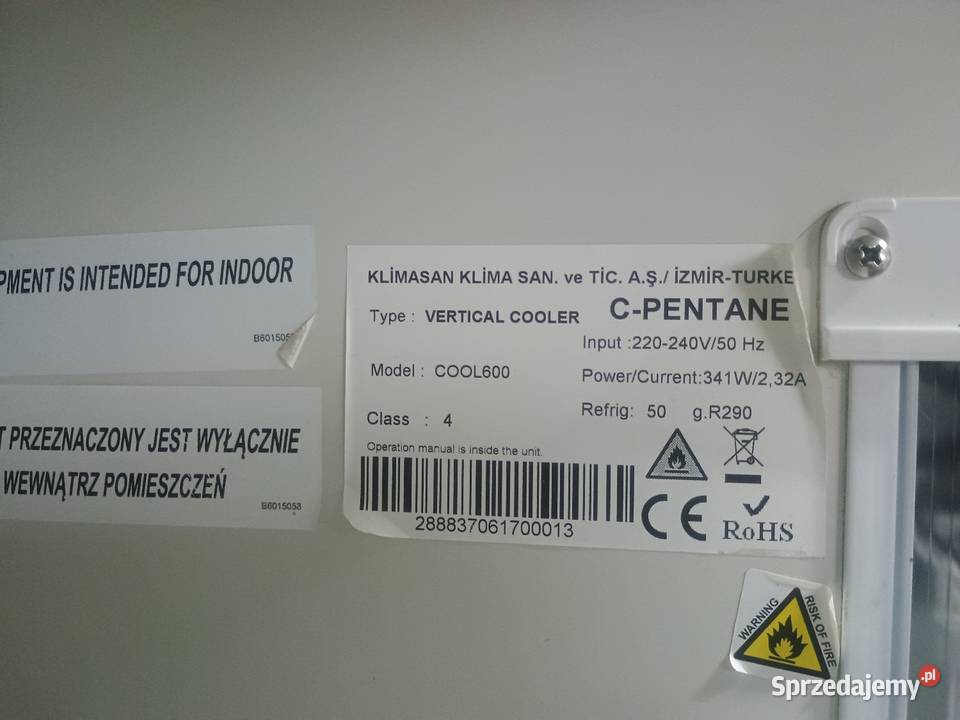 PMENT IS INTENDED FOR INDOOR
T PRZEZNACZONY JEST WYŁĄCZNIE
WEWNĄTRZ POMIESZCZEŃ
B6015058
KLİMASAN KLİMA SAN. ve TİC. A.Ş./ İZMİR-TURKE
Type : VERTICAL COOLER
C-PENTANE
Input :220-240V/50 Hz
Model : COOL600
Power/Current:341W/2,32A
Class : 4
Refrig: 50 g.R290
Operation manual is inside the unit.
288837061700013
CE
RoHS
WARNING
RISK OF FIRE
Sprzedajemy.pl